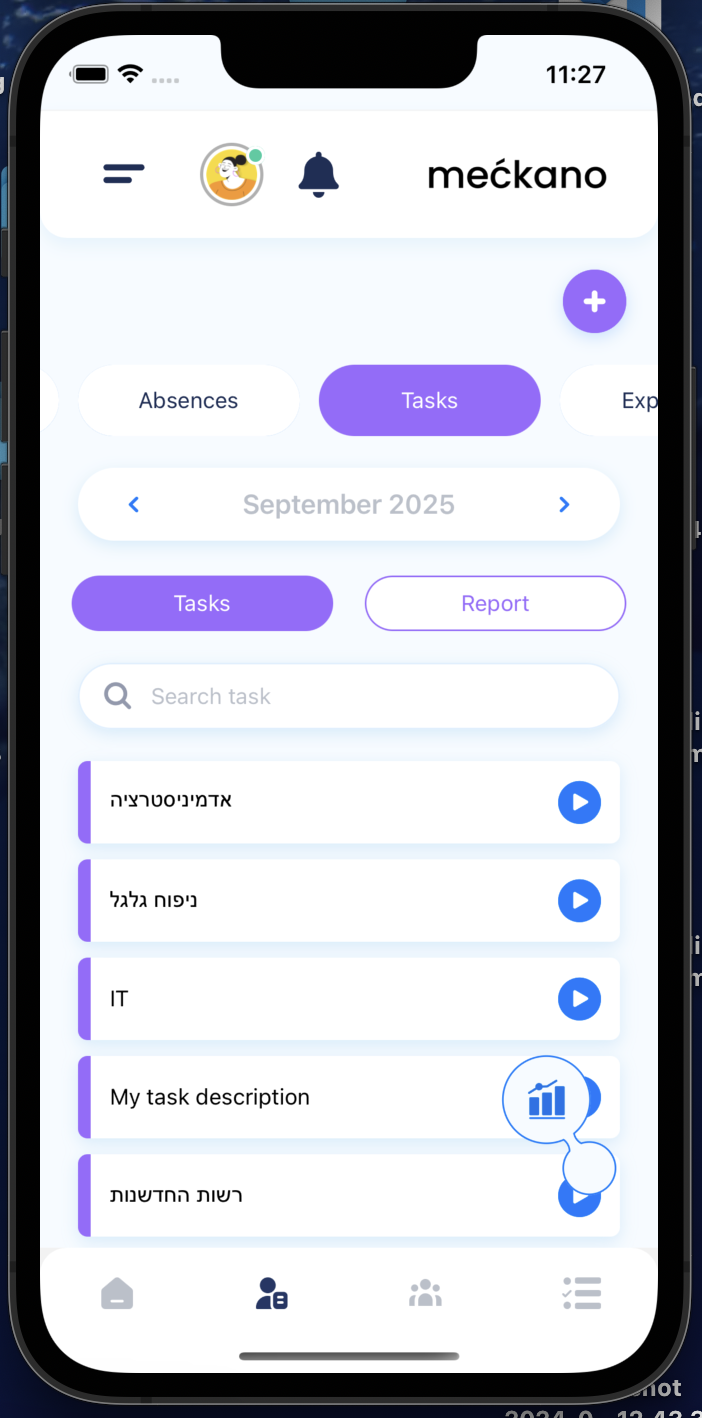 11:27
mećkano
Absences
Tasks
Exp
September 2025
Tasks
Report
Search task
אדמיניסטרציה
ניפוח גלגל
IT
My task description
רשות החדשנות